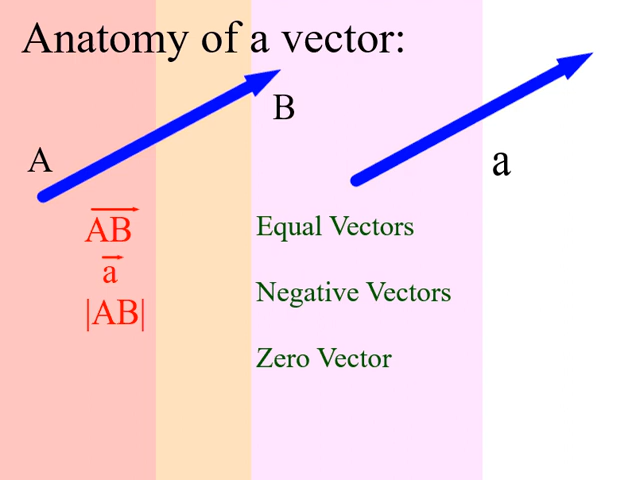 Anatomy of a vector:
A
B
a
AB
a
|AB|
Equal Vectors
Negative Vectors
Zero Vector